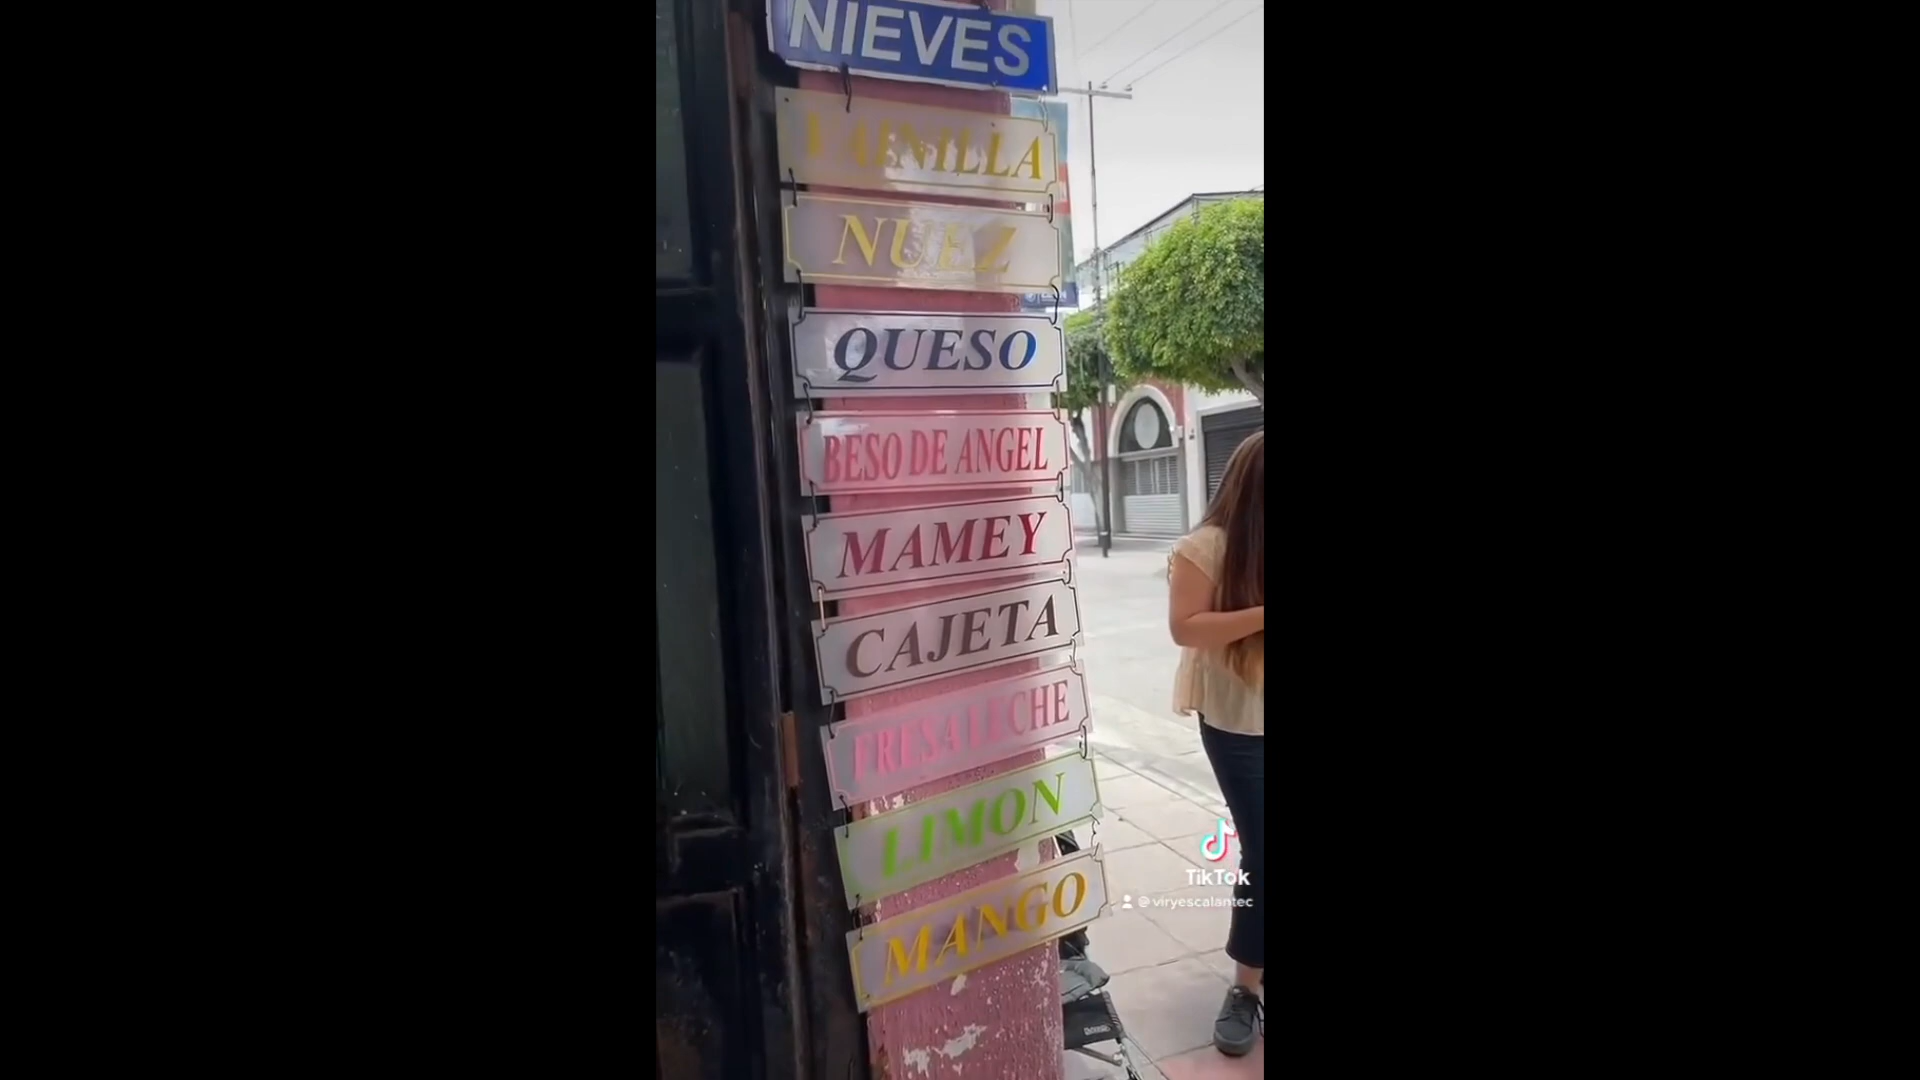 NIEVES
VAINILLA
NUEZ
QUESO
BESO DE ANGEL
MAMEY
CAJETA
FRESA LECHE
LIMON
MANGO
TikTok
@viryescalantec